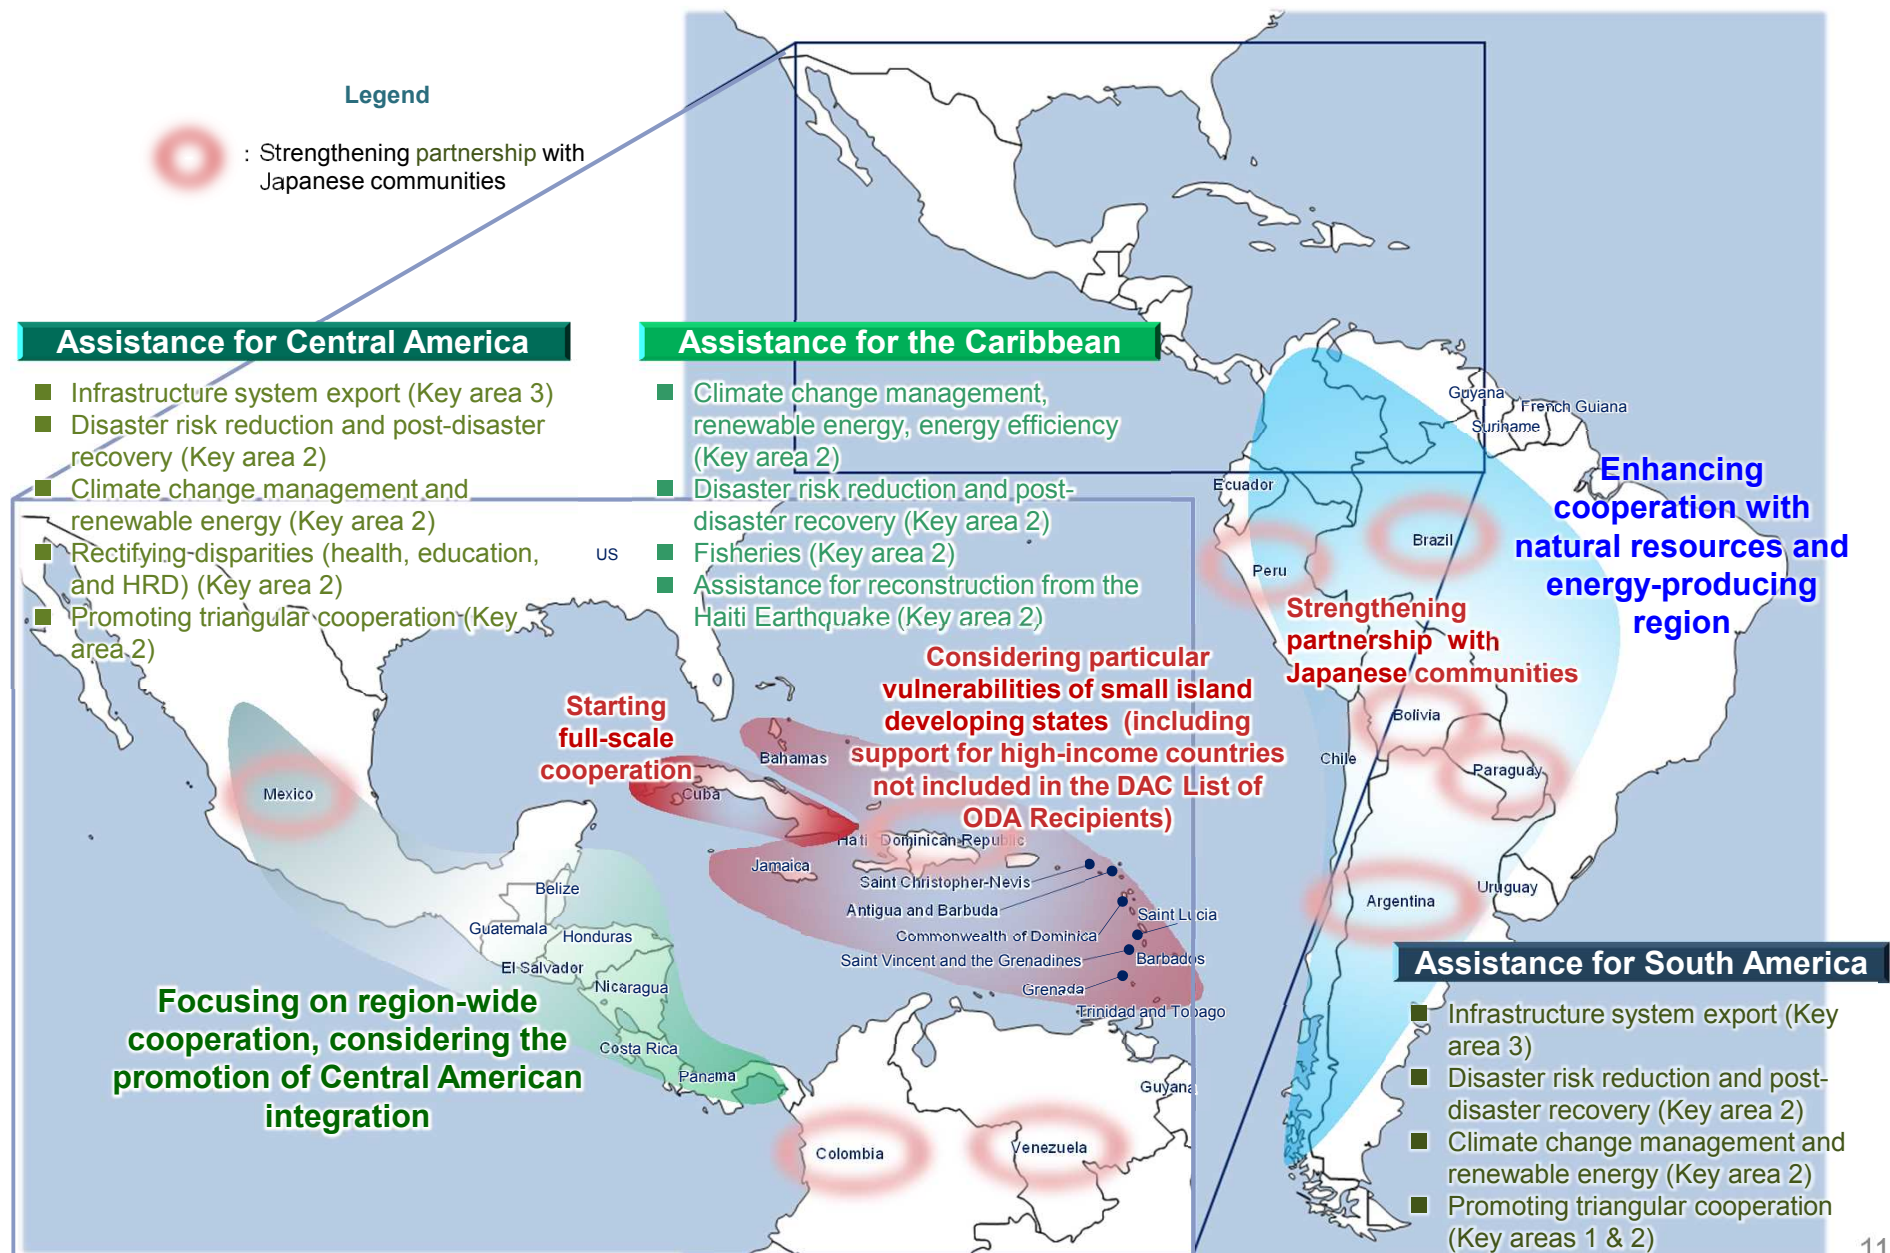 Legend
: Strengthening partnership with
Japanese communities
Assistance for Central America
■ Infrastructure system export (Key area 3)
■ Disaster risk reduction and post-disaster
recovery (Key area 2)
■ Climate change management and
renewable energy (Key area 2)
■ Rectifying disparities (health, education,
and HRD) (Key area 2)
■ Promoting triangular cooperation (Key
area 2)
Assistance for the Caribbean
■ Climate change management,
renewable energy, energy efficiency
(Key area 2)
■ Disaster risk reduction and post-
disaster recovery (Key area 2)
■ Fisheries (Key area 2)
■ Assistance for reconstruction from the
Haiti Earthquake (Key area 2)
US
Guyana
French Guiana
Suriname
Ecuador
Brazil
Peru
Enhancing
cooperation with
natural resources and
energy-producing
region
Strengthening
partnership with
Japanese communities
Bolivia
Chile
Paraguay
Argentina
Uruguay
Considering particular
vulnerabilities of small island
developing states (including
support for high-income countries
not included in the DAC List of
ODA Recipients)
Starting
full-scale
cooperation
Bahamas
Cuba
Mexico
Hati
Dominican Republic
Jamaica
Saint Christopher-Nevis
Antigua and Barbuda
Saint Lucia
Commonwealth of Dominica
Saint Vincent and the Grenadines
Barbados
Grenada
Trinidad and Tobago
Belize
Guatemala
Honduras
El Salvador
Nicaragua
Costa Rica
Panama
Focusing on region-wide
cooperation, considering the
promotion of Central American
integration
Guyana
Colombia
Venezuela
Assistance for South America
■ Infrastructure system export (Key
area 3)
■ Disaster risk reduction and post-
disaster recovery (Key area 2)
■ Climate change management and
renewable energy (Key area 2)
■ Promoting triangular cooperation
(Key areas 1 & 2)
11